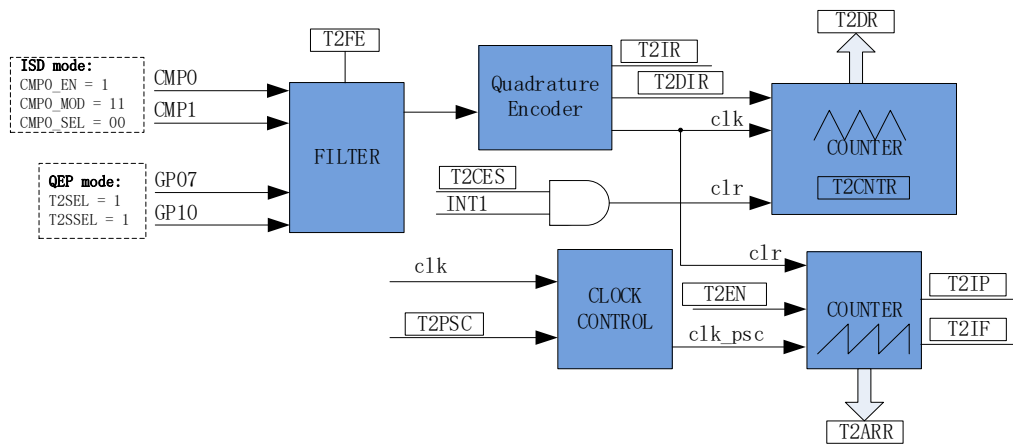 T2FE
T2DR
T2IR
T2DIR
ISD mode:
CMP0_EN = 1
CMP0_MOD = 11
CMP0_SEL = 00
CMP0
CMP1
Quadrature
Encoder
clk
COUNTER
T2CNTR
FILTER
QEP mode:
T2SEL = 1
T2SSEL = 1
GP07
GP10
T2CES
INT1
clr
clk
T2PSC
CLOCK
CONTROL
clr
T2EN
clk_psc
COUNTER
T2IP
T2IF
T2ARR